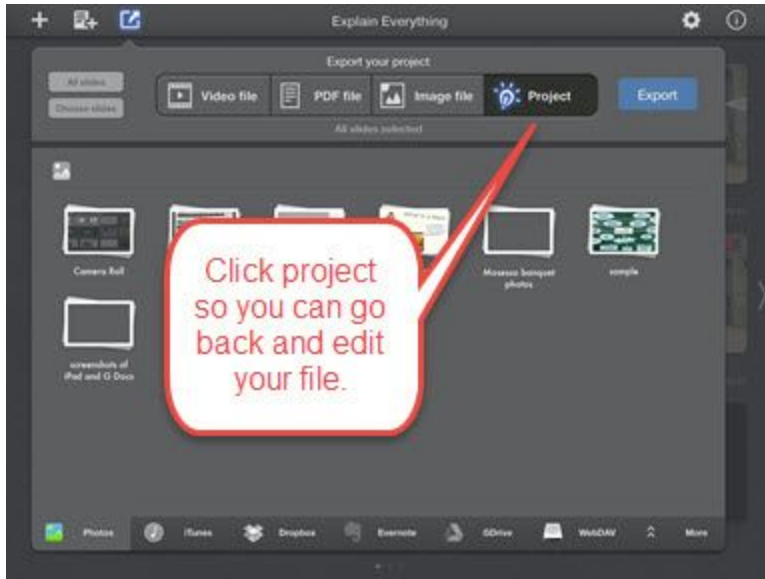 Explain Everything
Export your project
All slides
Choose slides
Video file
PDF file
Image file
Project
Export
All slides selected
Camera Roll
Mosesso banquet
photos
sample
screenshots of
iPad and G Docs
Click project
so you can go
back and edit
your file.
Photos
iTunes
Dropbox
Evernote
GDrive
WebDAV
More